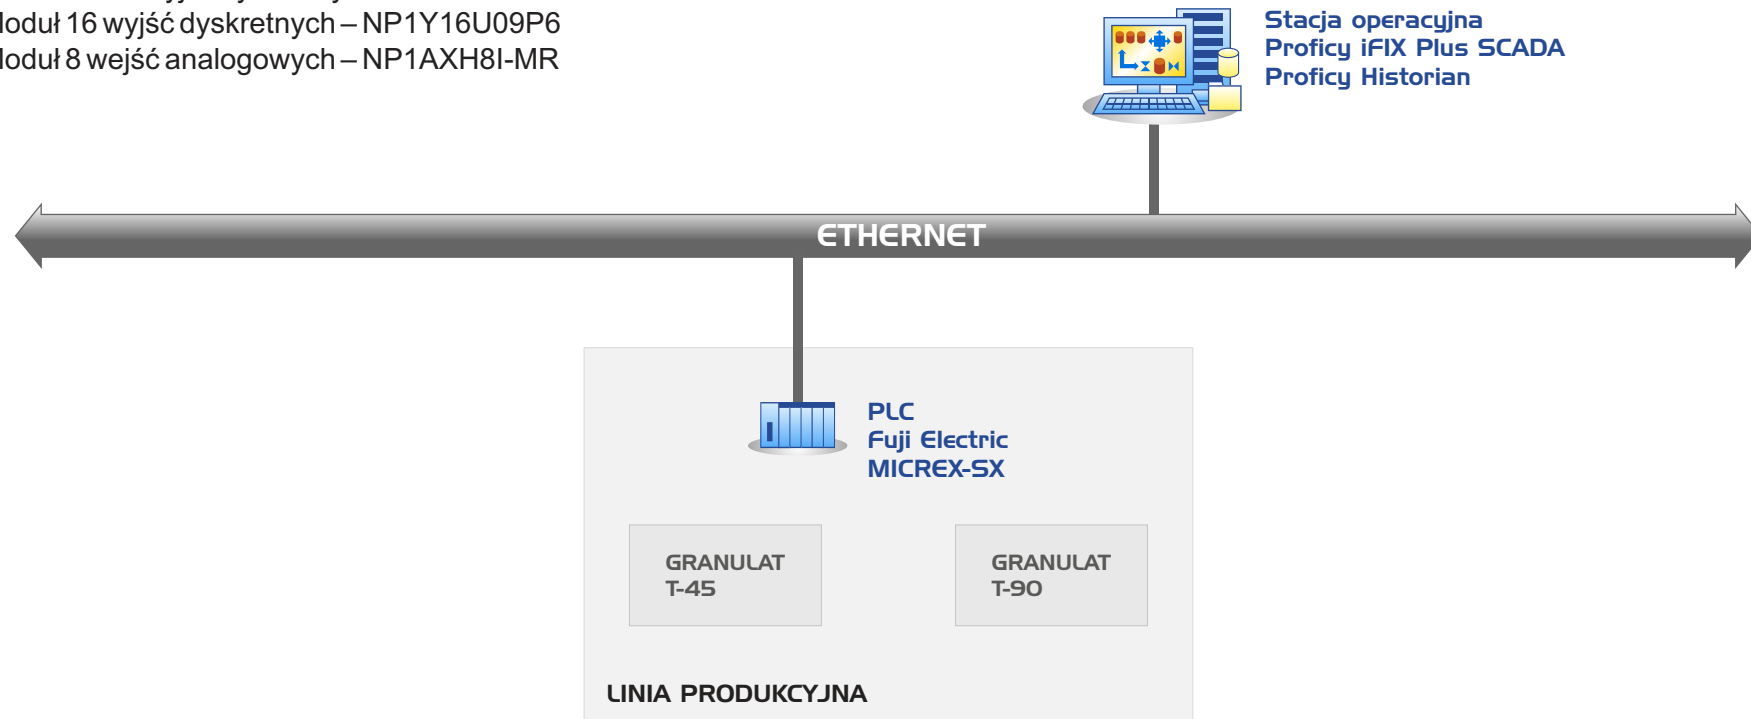 oduł 16 wyjść dyskretnych – NP1Y16U09P6
oduł 8 wejść analogowych – NP1AXH8I-MR
Stacja operacyjna
Proficy iFIX Plus SCADA
Proficy Historian
ETHERNET
PLC
Fuji Electric
MICREX-SX
GRANULAT
T-45
GRANULAT
T-90
LINIA PRODUKCYJNA